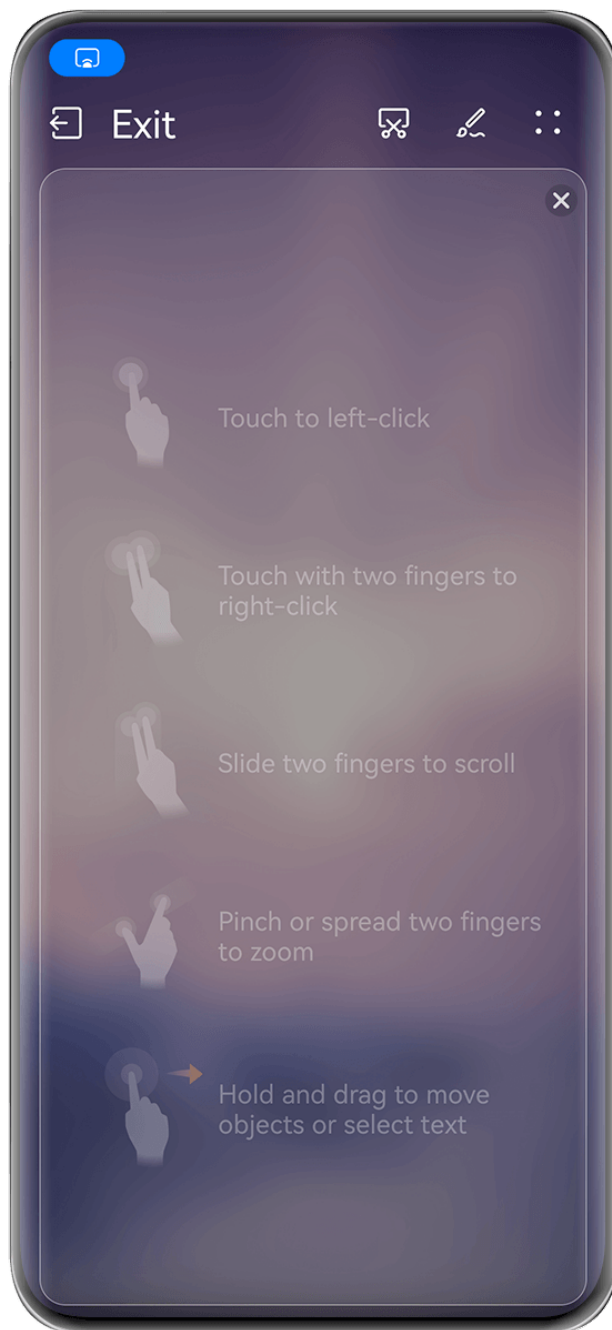 Exit
Touch to left-click
Touch with two fingers to
right-click
Slide two fingers to scroll
Pinch or spread two fingers
to zoom
Hold and drag to move
objects or select text